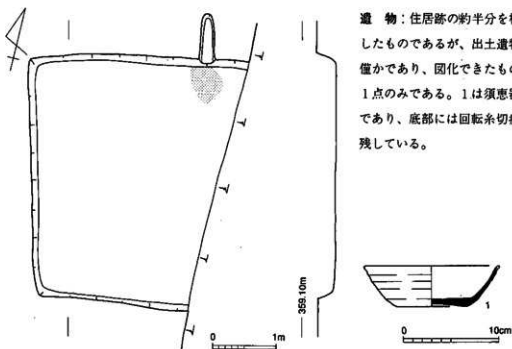 遺 物：住居跡の約半分を
したものであるが、出土遺
僅かであり、図化できたも
1点のみである。1は須恵
であり、底部には回転糸切
残している。
359.10m
1
0 1m
0 10cm